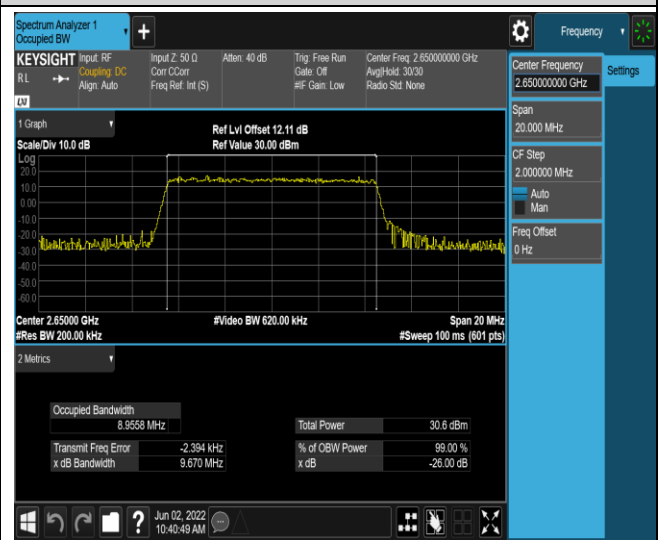 Spectrum Analyzer 1
Occupied BW
+
Frequency
KEYSIGHT
RL
LXI
Input: RF
Coupling: DC
Align: Auto
Input Z: 50 Ω
Corr CCorr
Freq Ref: Int (S)
Atten: 40 dB
Trig: Free Run
Gate: Off
#IF Gain: Low
Center Freq: 2.650000000 GHz
Avg|Hold: 30/30
Radio Std: None
Center Frequency
2.650000000 GHz
Settings
Span
20.000 MHz
CF Step
2.000000 MHz
Auto
Man
Freq Offset
0 Hz
1 Graph
Scale/Div 10.0 dB
Ref Lvl Offset 12.11 dB
Ref Value 30.00 dBm
Log
20.0
10.0
0.00
-10.0
-20.0
-30.0
-40.0
-50.0
-60.0
Center 2.65000 GHz
#Res BW 200.00 kHz
#Video BW 620.00 kHz
Span 20 MHz
#Sweep 100 ms (601 pts)
2 Metrics
Occupied Bandwidth
8.9558 MHz
Total Power 30.6 dBm
Transmit Freq Error -2.394 kHz
% of OBW Power 99.00 %
x dB Bandwidth 9.670 MHz
x dB -26.00 dB
?
Jun 02, 2022
10:40:49 AM